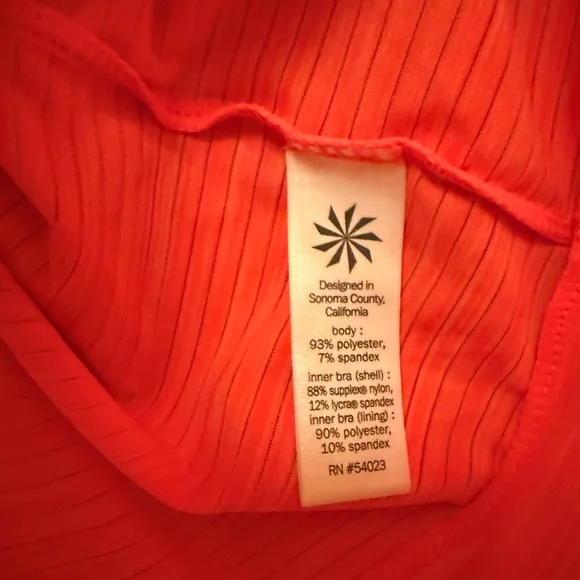 Designed in
Sonoma County,
California
body :
93% polyester,
7% spandex
inner bra (shell) :
88% supplex® nylon,
12% lycra® spandex
inner bra (lining) :
90% polyester,
10% spandex
RN #54023